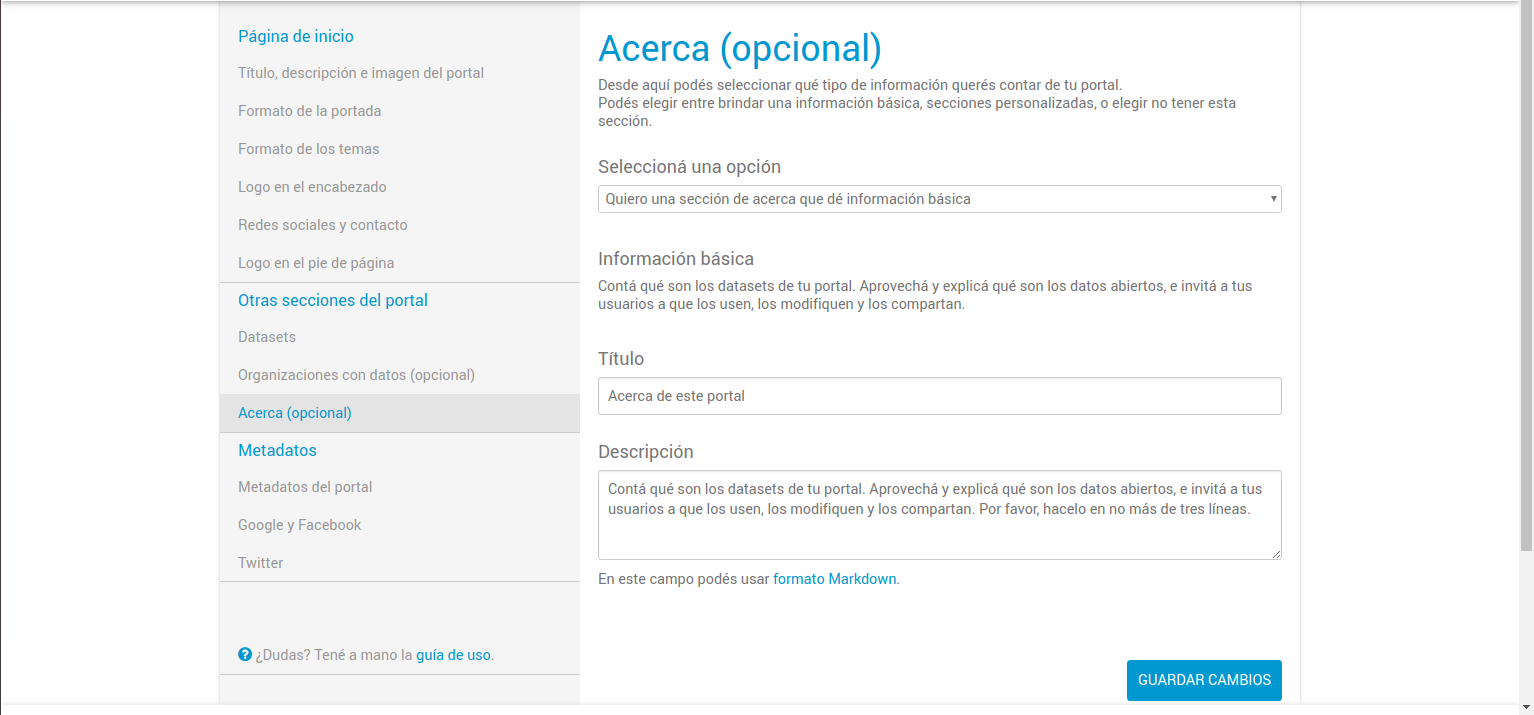 Página de inicio
Título, descripción e imagen del portal
Formato de la portada
Formato de los temas
Logo en el encabezado
Redes sociales y contacto
Logo en el pie de página
Otras secciones del portal
Datasets
Organizaciones con datos (opcional)
Acerca (opcional)
Metadatos
Metadatos del portal
Google y Facebook
Twitter
¿Dudas? Tené a mano la guía de uso.
Acerca (opcional)
Desde aquí podés seleccionar qué tipo de información querés contar de tu portal.
Podés elegir entre brindar una información básica, secciones personalizadas, o elegir no tener esta
sección.
Seleccioná una opción
Quiero una sección de acerca que dé información básica
Información básica
Contá qué son los datasets de tu portal. Aprovechá y explicá qué son los datos abiertos, e invitá a tus
usuarios a que los usen, los modifiquen y los compartan.
Título
Acerca de este portal
Descripción
Contá qué son los datasets de tu portal. Aprovechá y explicá qué son los datos abiertos, e invitá a tus
usuarios a que los usen, los modifiquen y los compartan. Por favor, hacelo en no más de tres líneas.
En este campo podés usar formato Markdown.
GUARDAR CAMBIOS